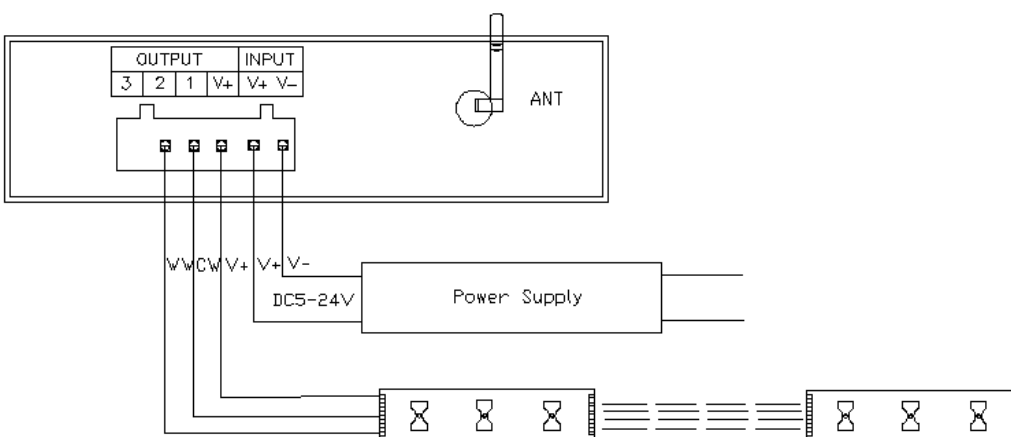 OUTPUT INPUT
3 2 1 V+ V+ V-
ANT
WW CW V+ V+ V-
DC5-24V
Power Supply